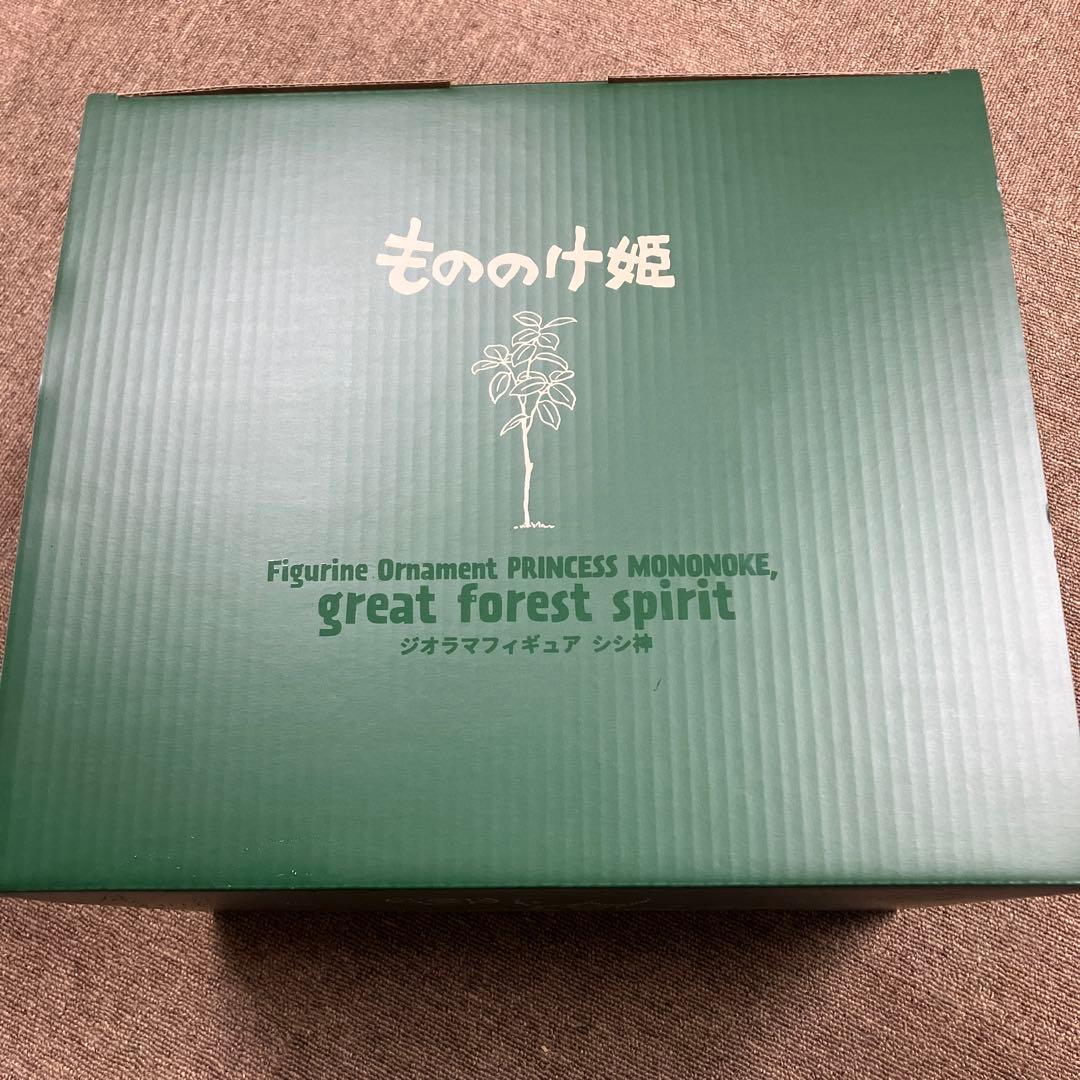 もののけ姫
Figurine Ornament PRINCESS MONONOKE,
great forest spirit
ジオラマフィギュア シシ神